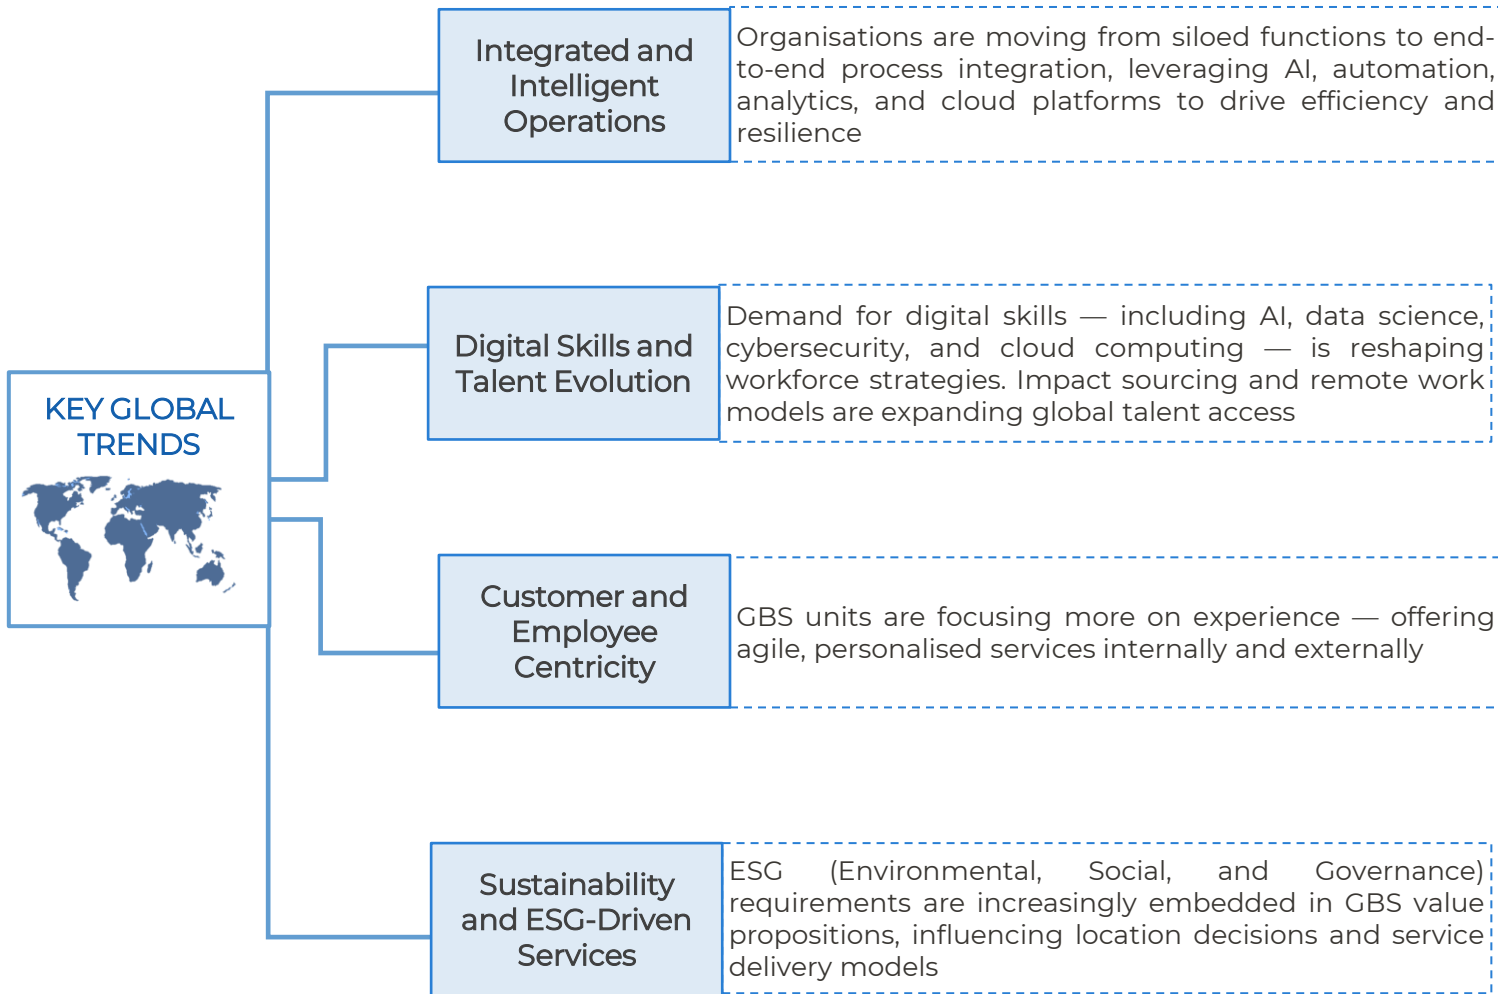 KEY GLOBAL
TRENDS
Integrated and
Intelligent
Operations
Organisations are moving from siloed functions to end-
to-end process integration, leveraging AI, automation,
analytics, and cloud platforms to drive efficiency and
resilience
Digital Skills and
Talent Evolution
Demand for digital skills — including AI, data science,
cybersecurity, and cloud computing — is reshaping
workforce strategies. Impact sourcing and remote work
models are expanding global talent access
Customer and
Employee
Centricity
GBS units are focusing more on experience — offering
agile, personalised services internally and externally
Sustainability
and ESG-Driven
Services
ESG (Environmental, Social, and Governance)
requirements are increasingly embedded in GBS value
propositions, influencing location decisions and service
delivery models